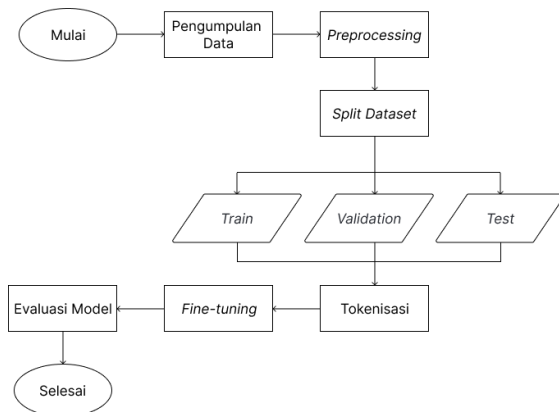 Mulai
Pengumpulan
Data
Preprocessing
Split Dataset
Train
Validation
Test
Evaluasi Model
Fine-tuning
Tokenisasi
Selesai